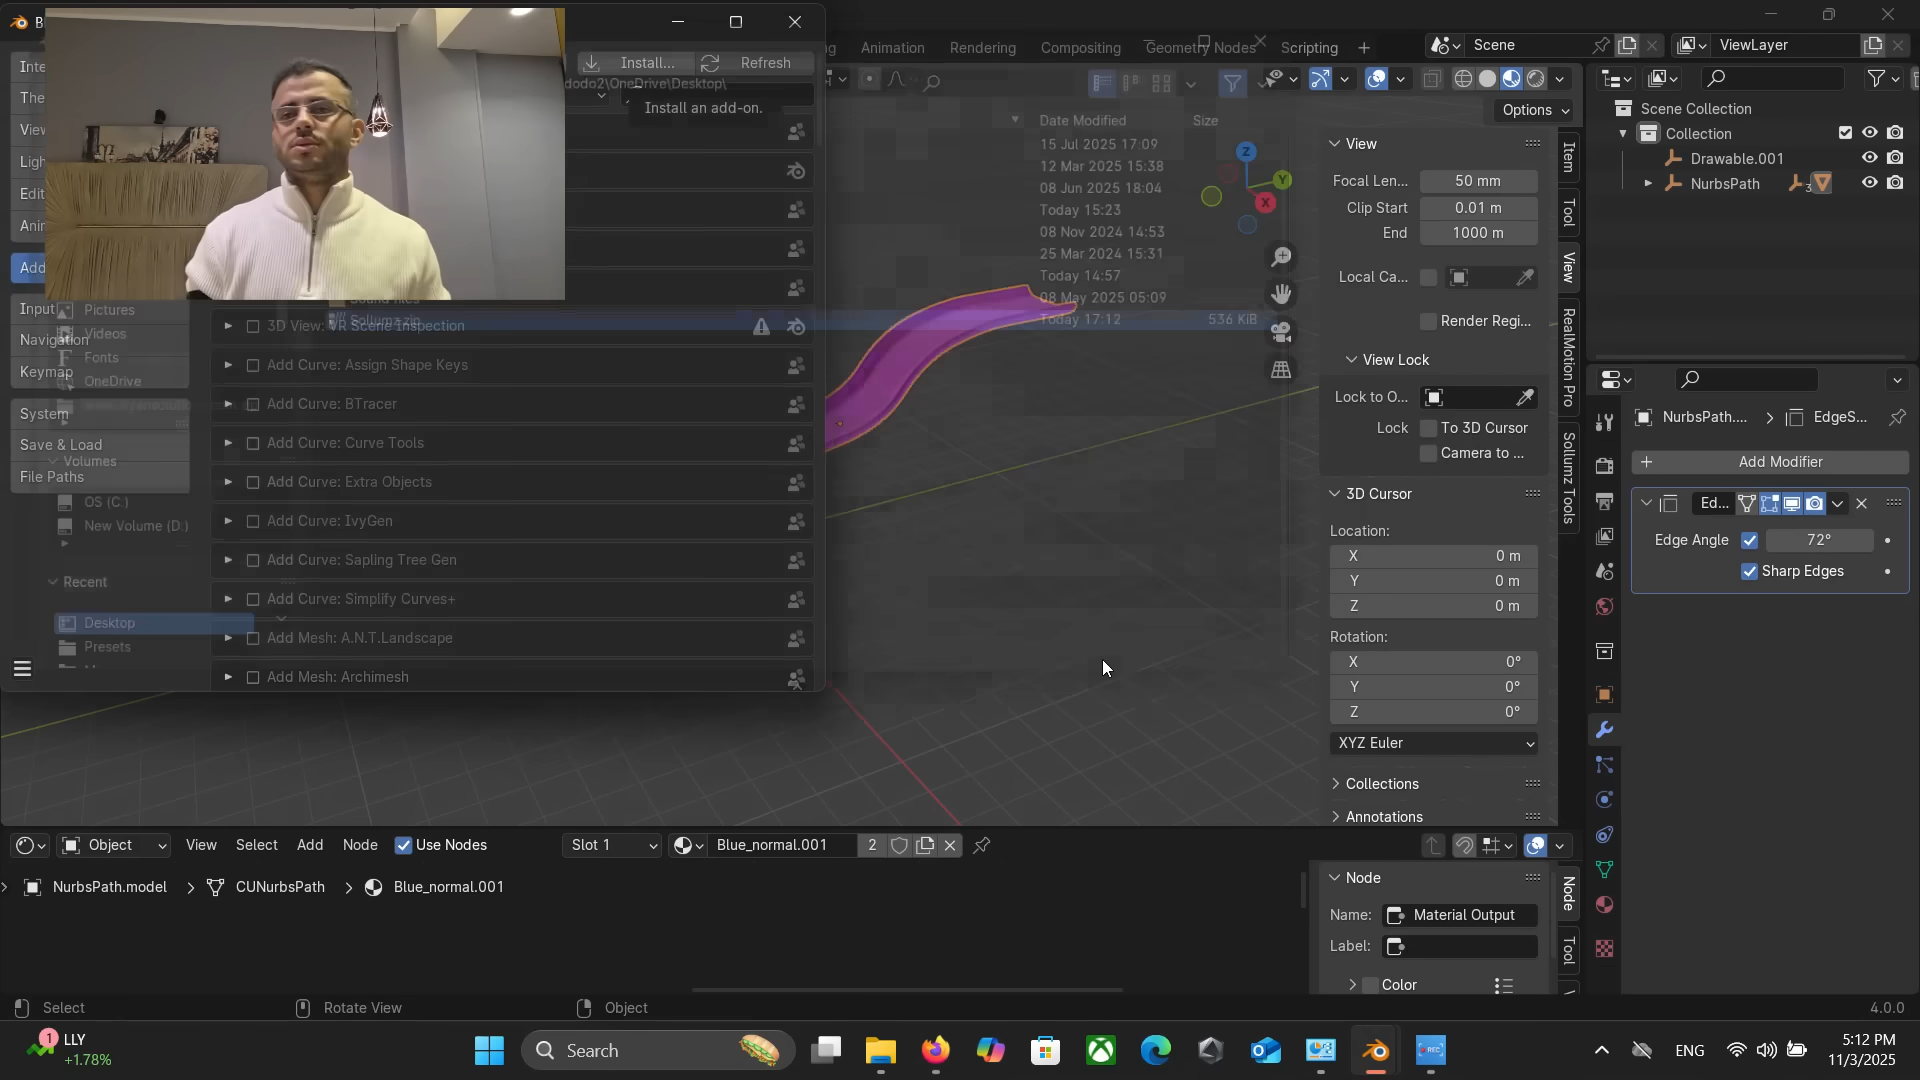 Install...
Refresh
dodo2\OneDrive\Desktop\
Install an add-on.
Animation
Rendering
Compositing
Geometry Nodes
Scripting
Scene
ViewLayer
Options
Date Modified
Size
15 Jul 2025 17:09
12 Mar 2025 15:38
08 Jun 2025 18:04
Today 15:23
08 Nov 2024 14:53
25 Mar 2024 15:31
Today 14:57
08 May 2025 05:09
Today 17:12
536 KiB
Z
Y
X
Input
Navigation
Keymap
System
Save & Load
File Paths
Pictures
Videos
Fonts
OneDrive
Volumes
OS (C:)
New Volume (D:)
Recent
Desktop
Presets
Sollumz.zip
3D View: VR Scene Inspection
Add Curve: Assign Shape Keys
Add Curve: BTracer
Add Curve: Curve Tools
Add Curve: Extra Objects
Add Curve: IvyGen
Add Curve: Sapling Tree Gen
Add Curve: Simplify Curves+
Add Mesh: A.N.T.Landscape
Add Mesh: Archimesh
View
Focal Len...
50 mm
Clip Start
0.01 m
End
1000 m
Local Ca...
Render Regi...
View Lock
Lock to O...
Lock
To 3D Cursor
Camera to ...
3D Cursor
Location:
X
0 m
Y
0 m
Z
0 m
Rotation:
X
0°
Y
0°
Z
0°
XYZ Euler
Collections
Annotations
Item
Tool
View
RealMotion Pro
Sollumz Tools
Scene Collection
Collection
Drawable.001
NurbsPath
3
NurbsPath....
EdgeS...
Add Modifier
Ed...
Edge Angle
72°
Sharp Edges
Object
View
Select
Add
Node
Use Nodes
Slot 1
Blue_normal.001
2
NurbsPath.model
CUNurbsPath
Blue_normal.001
Node
Name:
Material Output
Label:
Color
Node
Tool
Select
Rotate View
Object
4.0.0
1
LLY
+1.78%
Search
REC
ENG
5:12 PM
11/3/2025